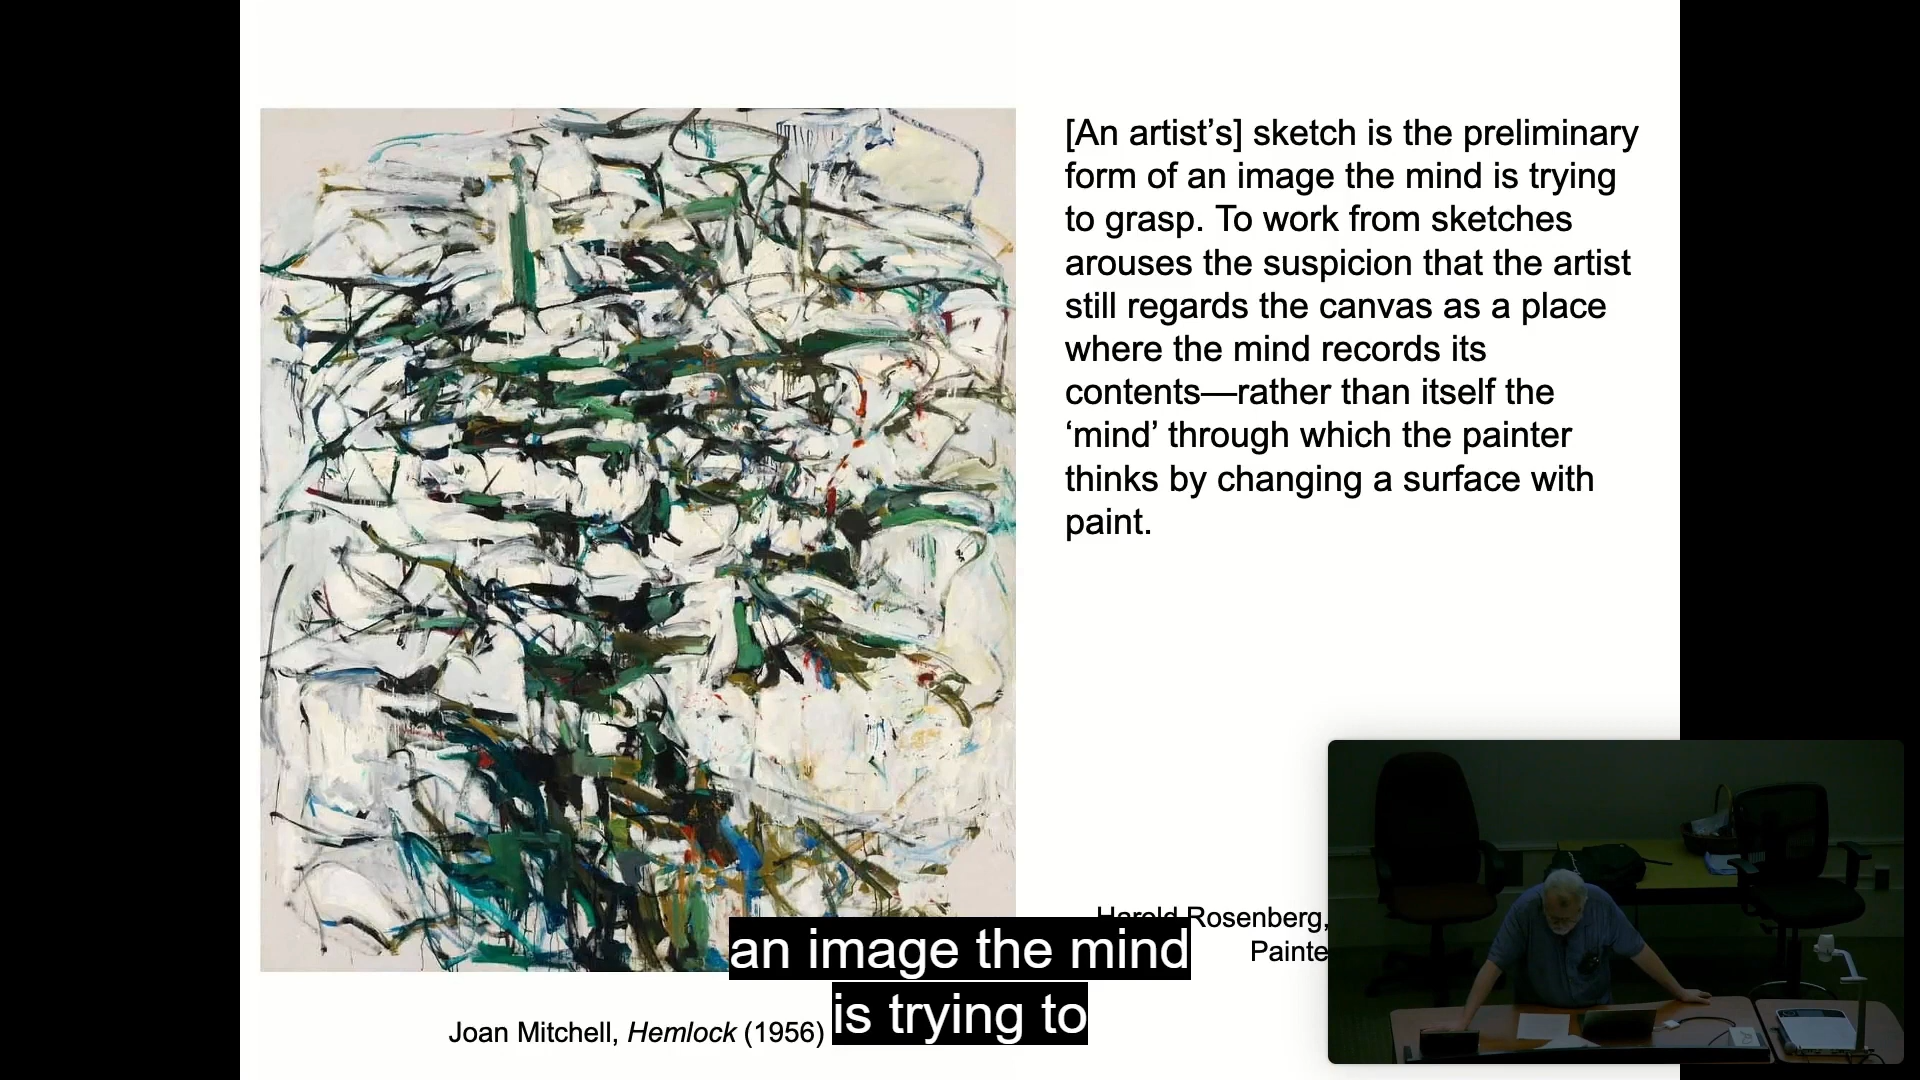 [An artist’s] sketch is the preliminary
form of an image the mind is trying
to grasp. To work from sketches
arouses the suspicion that the artist
still regards the canvas as a place
where the mind records its
contents—rather than itself the
‘mind’ through which the painter
thinks by changing a surface with
paint.
Harold Rosenberg,
Painte
an image the mind
is trying to
Joan Mitchell, Hemlock (1956)